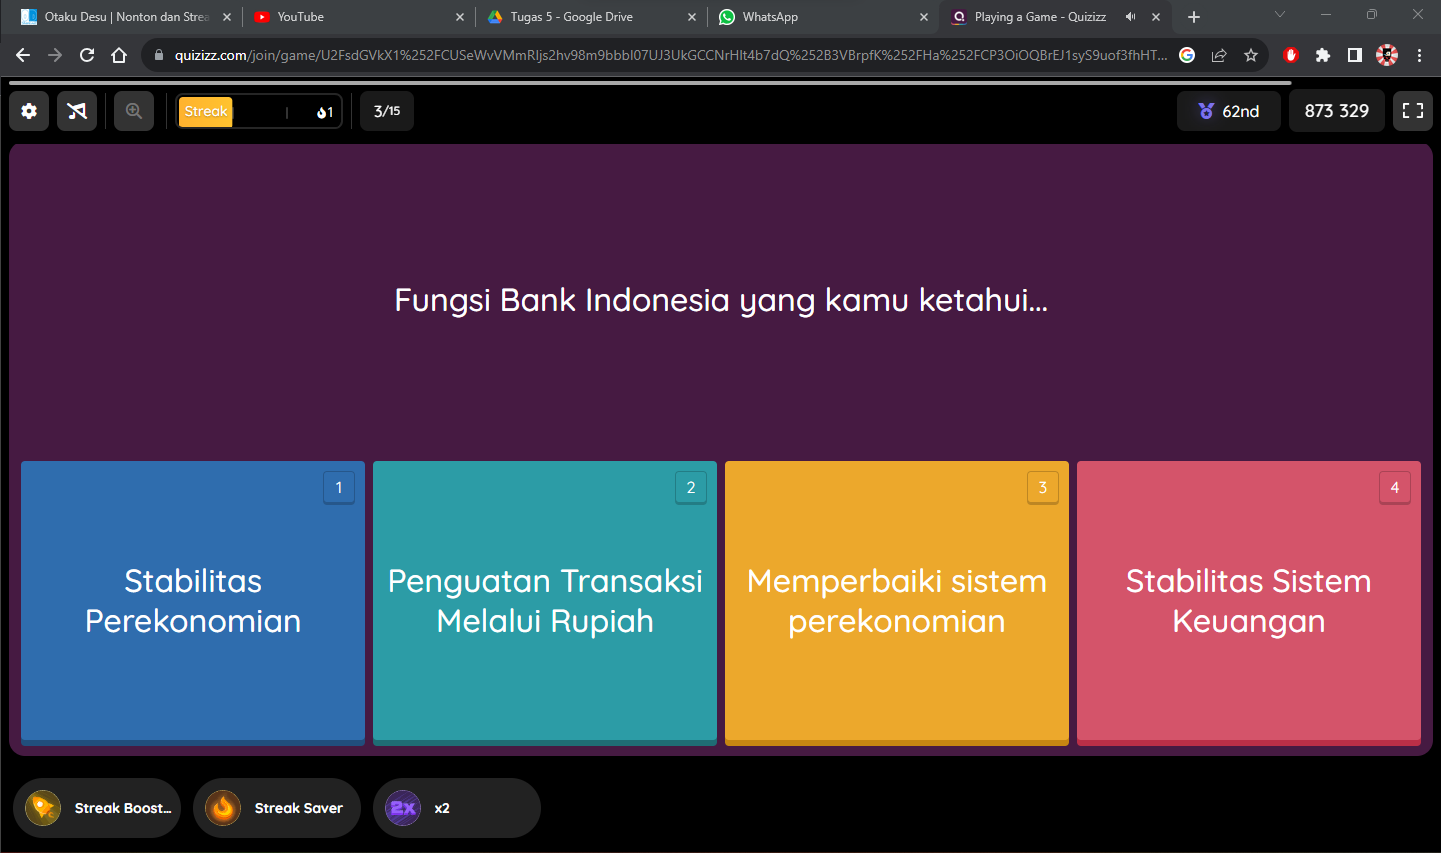 Otaku Desu | Nonton dan Strea
YouTube
Tugas 5 - Google Drive
WhatsApp
Playing a Game - Quizizz
quizizz.com/join/game/U2FsdGVkX1%252FCUSeWvVMmRljs2hv98m9bbbI07UJ3UkGCCNrHIt4b7dQ%252B3VBrpfK%252FHa%252FCP3OiOQBrEJ1syS9uof3fhHT...
Streak
1
3/15
62nd
873 329
Fungsi Bank Indonesia yang kamu ketahui...
1
Stabilitas
Perekonomian
2
Penguatan Transaksi
Melalui Rupiah
3
Memperbaiki sistem
perekonomian
4
Stabilitas Sistem
Keuangan
Streak Boost...
Streak Saver
2x
x2